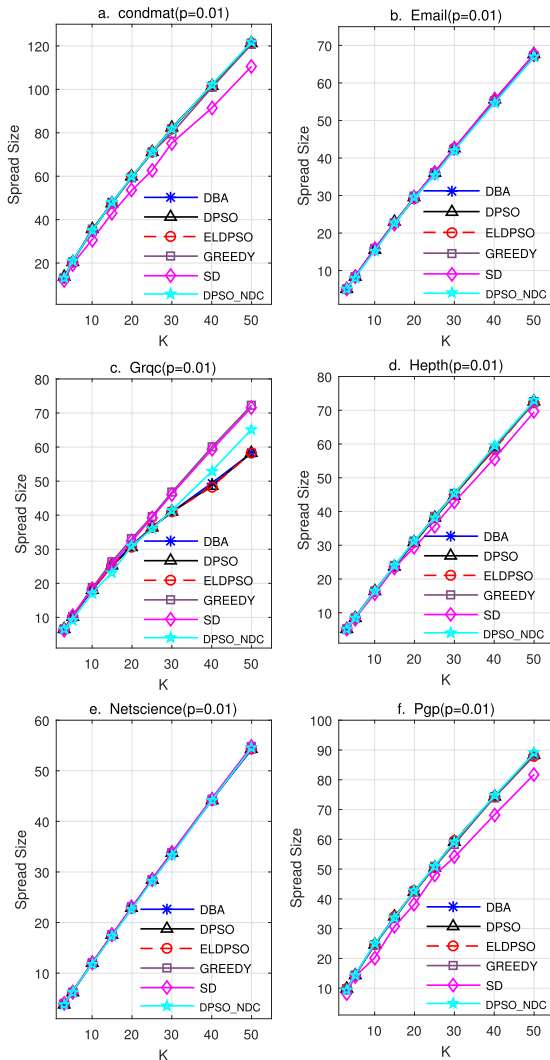 a. condmat(p=0.01)
120
100
80
60
40
20
Spread Size
DBA
DPSO
ELDPSO
GREEDY
SD
DPSO_NDC
10 20 30 40 50
K
b. Email(p=0.01)
70
60
50
40
30
20
10
Spread Size
DBA
DPSO
ELDPSO
GREEDY
SD
DPSO_NDC
10 20 30 40 50
K
c. Grqc(p=0.01)
80
70
60
50
40
30
20
10
Spread Size
DBA
DPSO
ELDPSO
GREEDY
SD
DPSO_NDC
10 20 30 40 50
K
d. Hepth(p=0.01)
80
70
60
50
40
30
20
10
Spread Size
DBA
DPSO
ELDPSO
GREEDY
SD
DPSO_NDC
10 20 30 40 50
K
e. Netscience(p=0.01)
60
50
40
30
20
10
Spread Size
DBA
DPSO
ELDPSO
GREEDY
SD
DPSO_NDC
10 20 30 40 50
K
f. Pgp(p=0.01)
100
90
80
70
60
50
40
30
20
10
0
Spread Size
DBA
DPSO
ELDPSO
GREEDY
SD
DPSO_NDC
10 20 30 40 50
K